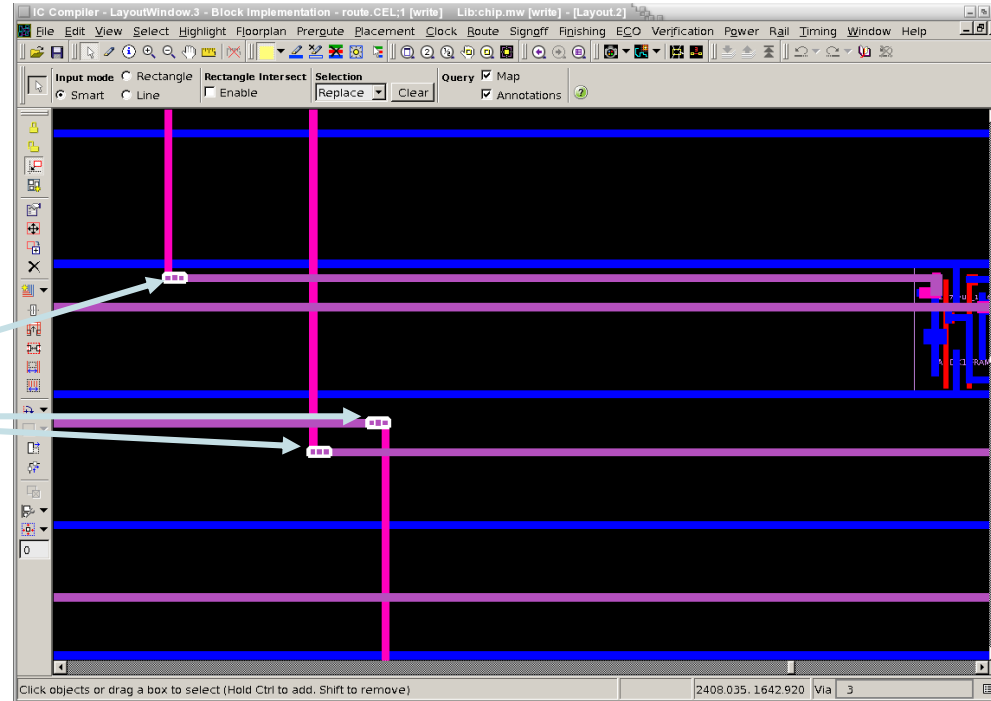 IC Compiler - LayoutWindow.3 - Block Implementation - route.CEL;1 [write] Lib:chip.mw [write] - [Layout.2]
File Edit View Select Highlight Floorplan Preroute Placement Clock Route Signoff Finishing ECO Verification Power Rail Timing Window Help
Input mode Rectangle Rectangle Intersect Selection Query Map
Smart Line Enable Replace Clear Annotations
0
Click objects or drag a box to select (Hold Ctrl to add. Shift to remove) 2408.035. 1642.920 Via 3